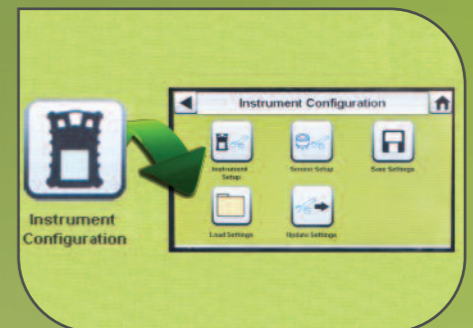 Instrument Configuration
Instrument
Setup
Sensor Setup
Save Settings
Load Settings
Update Settings
Instrument
Configuration